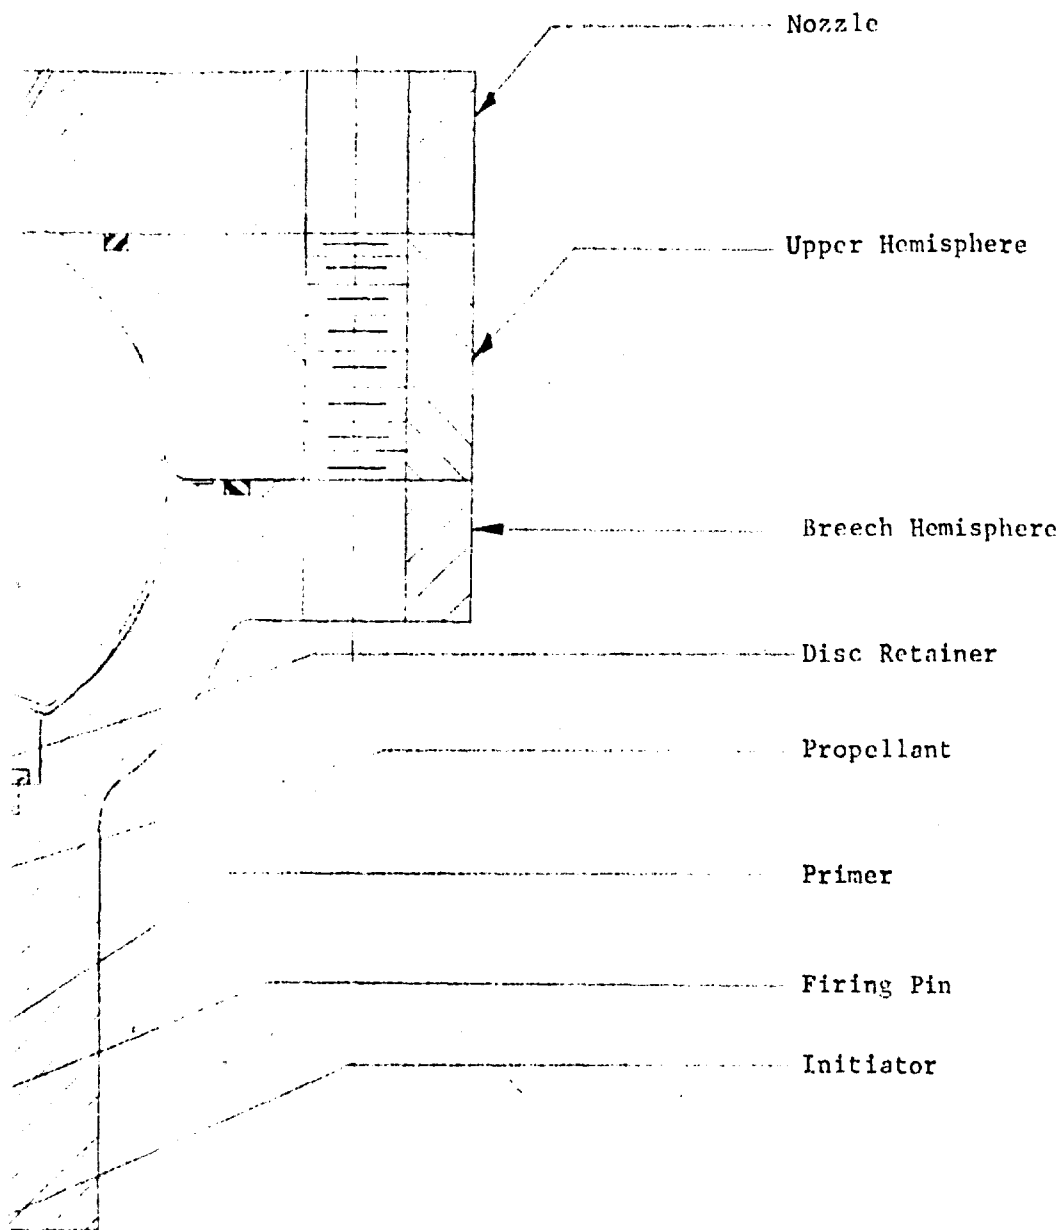 Nozzle
Upper Hemisphere
Breech Hemisphere
Disc Retainer
Propellant
Primer
Firing Pin
Initiator